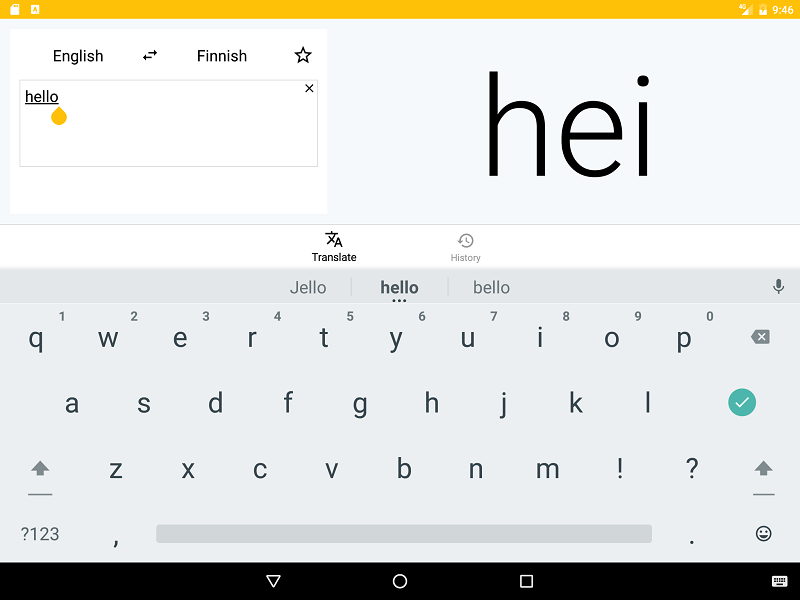 9:46
English Finnish
hello
hei
Translate History
Jello hello bello
1 2 3 4 5 6 7 8 9 0
q w e r t y u i o p
a s d f g h j k l
z x c v b n m ! ?
?123 , .